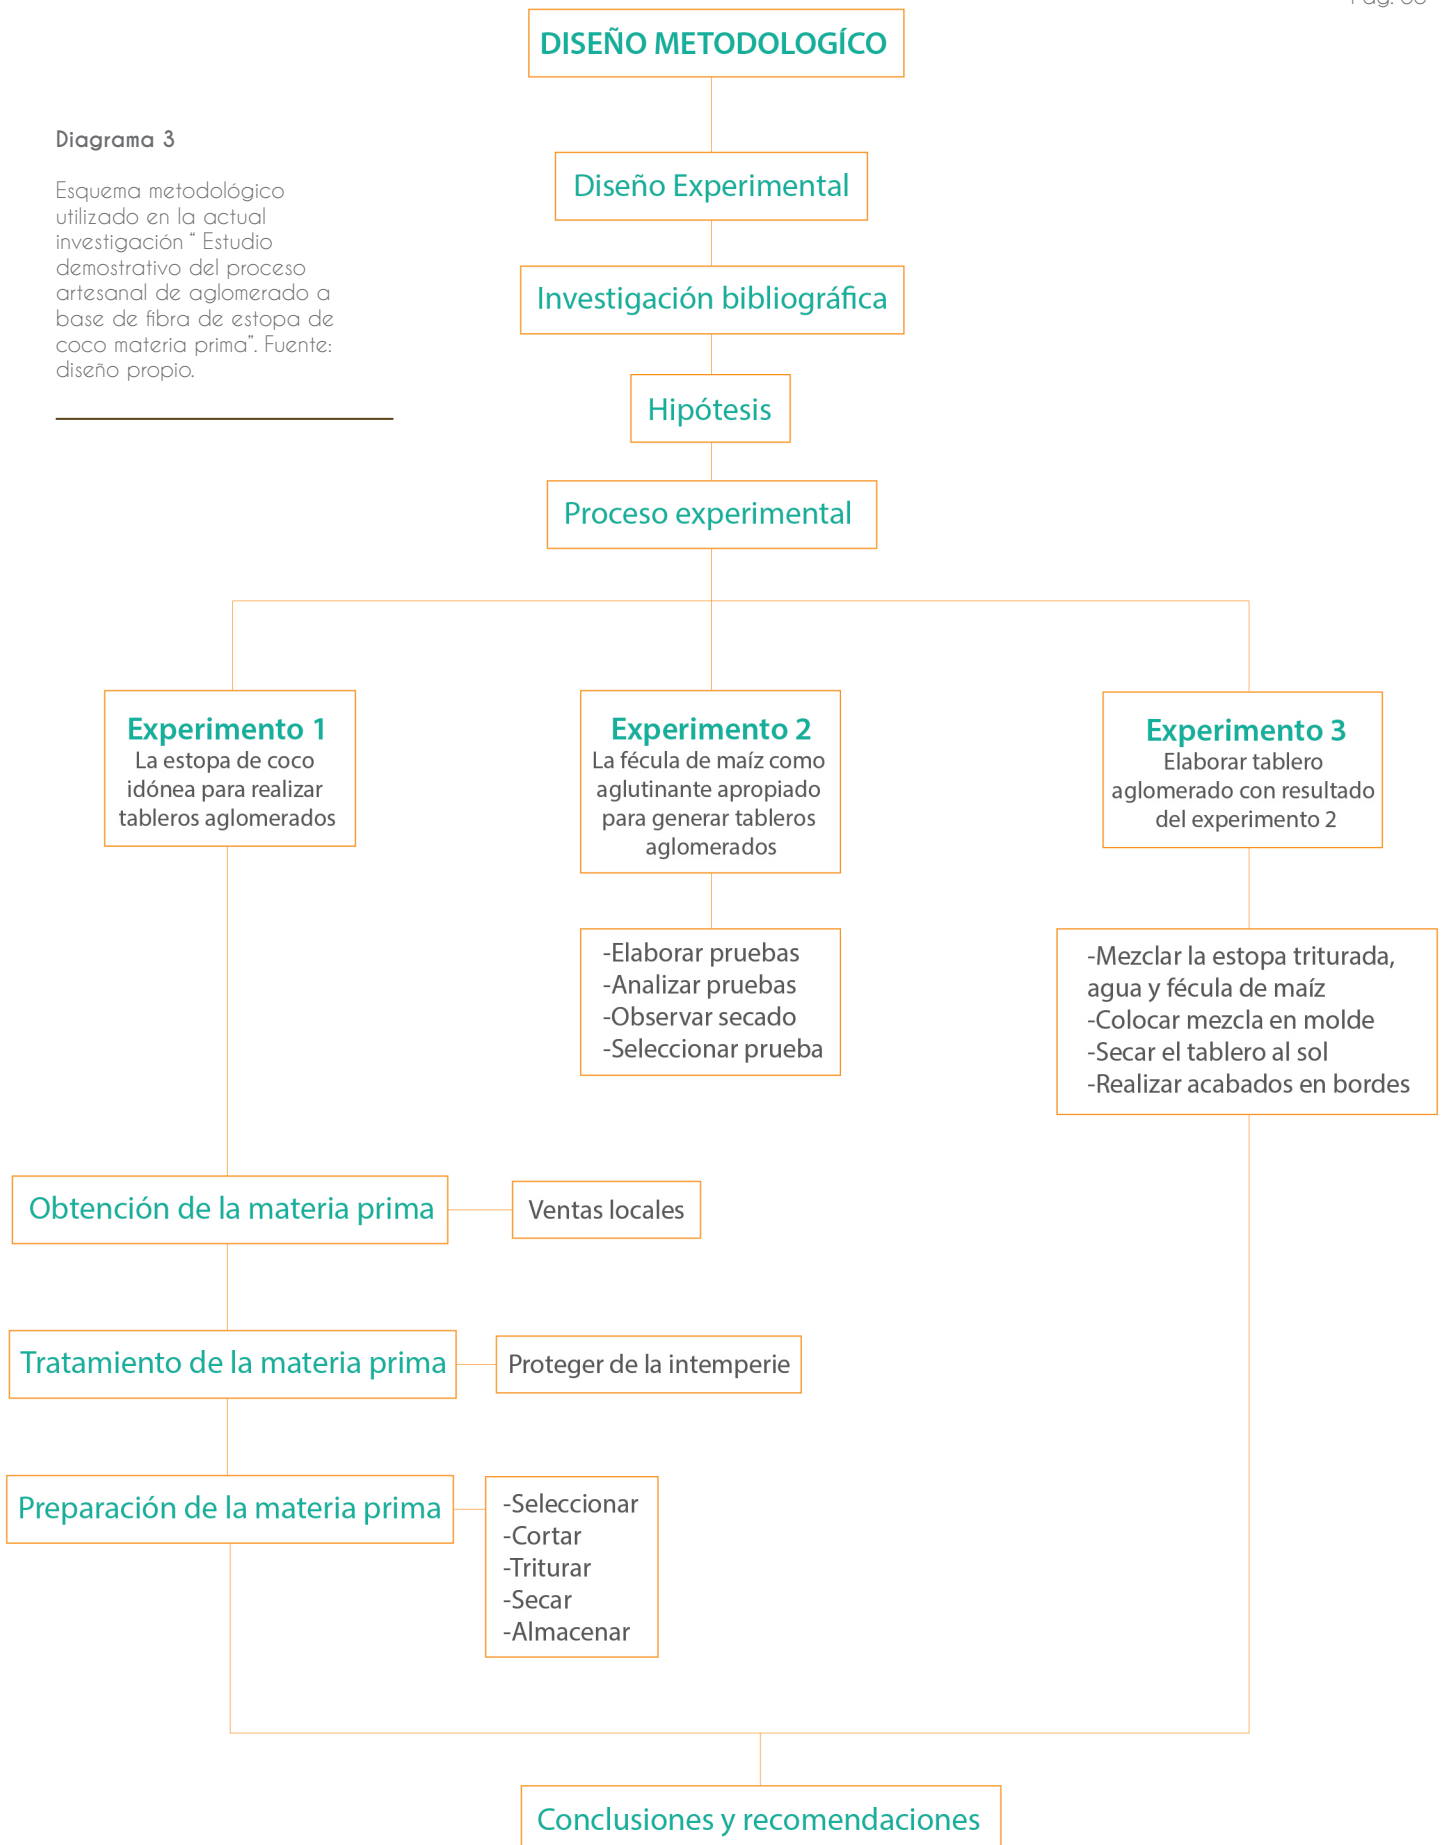 DISEÑO METODOLOGÍCO
Diagrama 3
Esquema metodológico
utilizado en la actual
investigación “ Estudio
demostrativo del proceso
artesanal de aglomerado a
base de fibra de estopa de
coco materia prima”. Fuente:
diseño propio.
Diseño Experimental
Investigación bibliográfica
Hipótesis
Proceso experimental
Experimento 1
La estopa de coco
idónea para realizar
tableros aglomerados
Experimento 2
La fécula de maíz como
aglutinante apropiado
para generar tableros
aglomerados
Experimento 3
Elaborar tablero
aglomerado con resultado
del experimento 2
-Elaborar pruebas
-Analizar pruebas
-Observar secado
-Seleccionar prueba
-Mezclar la estopa triturada,
agua y fécula de maíz
-Colocar mezcla en molde
-Secar el tablero al sol
-Realizar acabados en bordes
Obtención de la materia prima
Ventas locales
Tratamiento de la materia prima
Proteger de la intemperie
Preparación de la materia prima
-Seleccionar
-Cortar
-Triturar
-Secar
-Almacenar
Conclusiones y recomendaciones